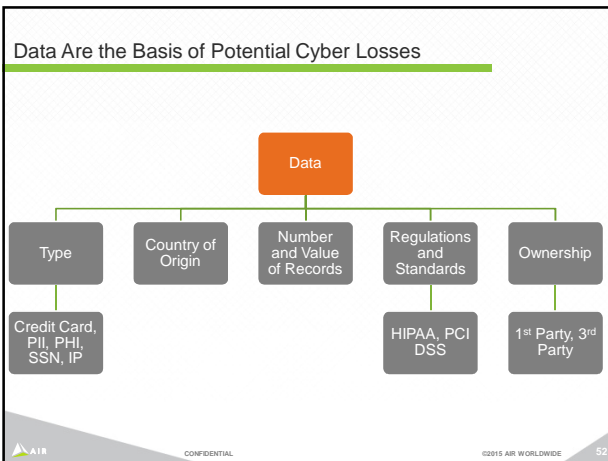 Data Are the Basis of Potential Cyber Losses
Data
Type
Country of
Origin
Number
and Value
of Records
Regulations
and
Standards
Ownership
Credit Card,
PII, PHI,
SSN, IP
HIPAA, PCI
DSS
1st Party, 3rd
Party
AIR
CONFIDENTIAL
©2015 AIR WORLDWIDE
52